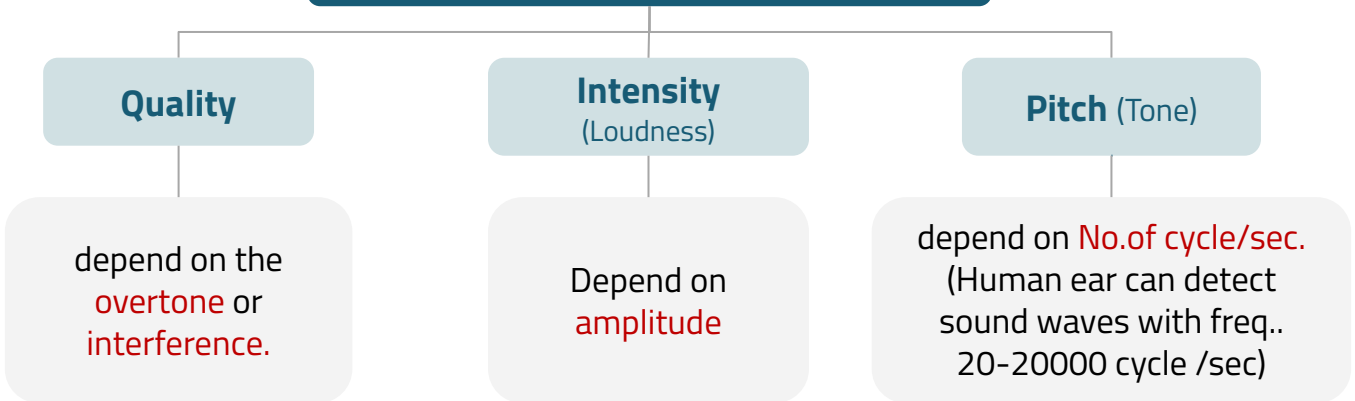 Quality
depend on the
overtone or
interference.
Intensity
(Loudness)
Depend on
amplitude
Pitch (Tone)
depend on No.of cycle/sec.
(Human ear can detect
sound waves with freq..
20-20000 cycle /sec)